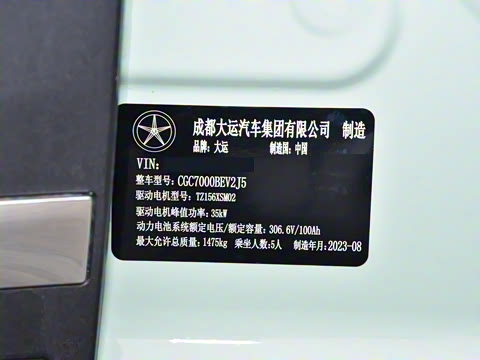 成都大运汽车集团有限公司 制造
品牌：大运 制造国：中国
VIN：
整车型号：CGC7000BEV2J5
驱动电机型号：TZ156XSM02
驱动电机峰值功率：35kW
动力电池系统额定电压/额定容量：306.6V/100Ah
最大允许总质量：1475kg 乘坐人数：5人 制造年月：2023-08